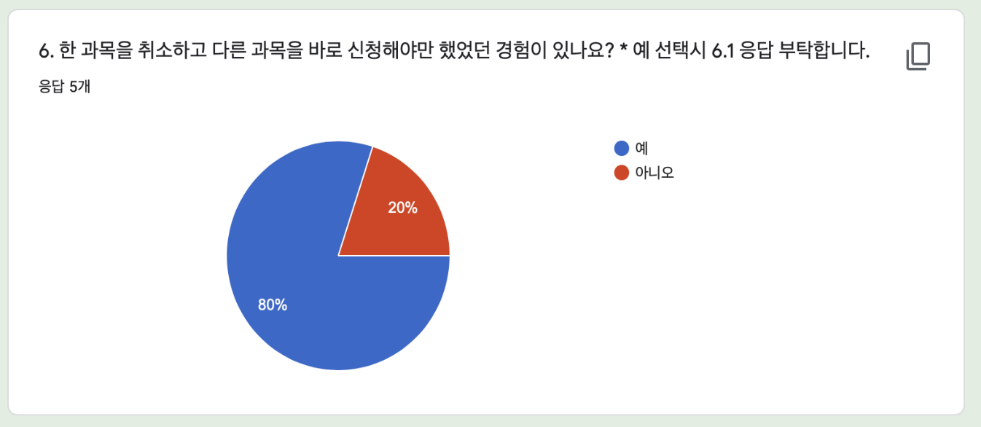 6. 한 과목을 취소하고 다른 과목을 바로 신청해야만 했었던 경험이 있나요? * 예 선택시 6.1 응답 부탁합니다.
응답 5개
예
아니오
20%
80%